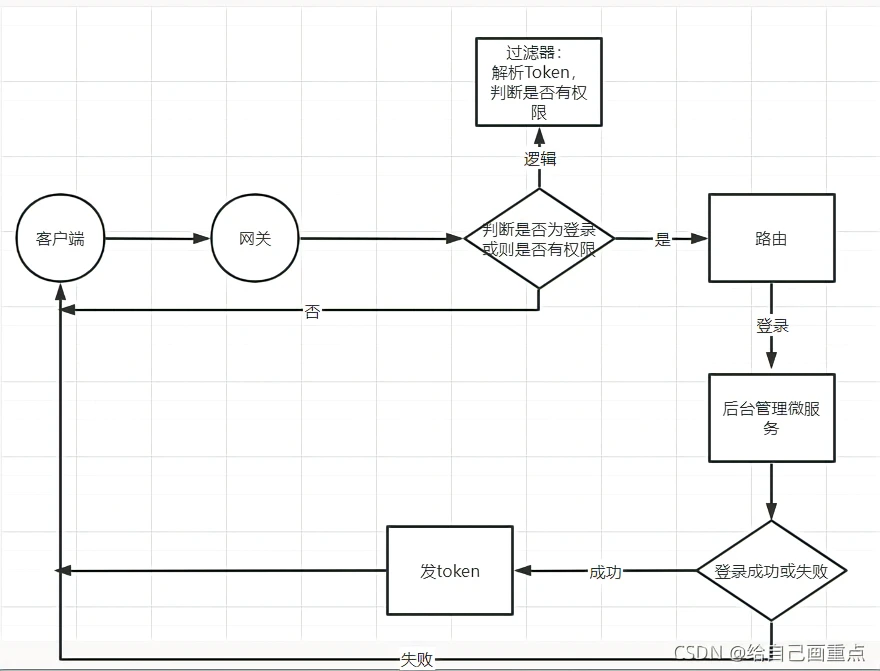 过滤器：
解析Token，
判断是否有权
限
逻辑
客户端
网关
判断是否为登录
或则是否有权限
是
路由
否
登录
后台管理微服
务
发token
成功
登录成功或失败
失败
CSDN @给自己画重点